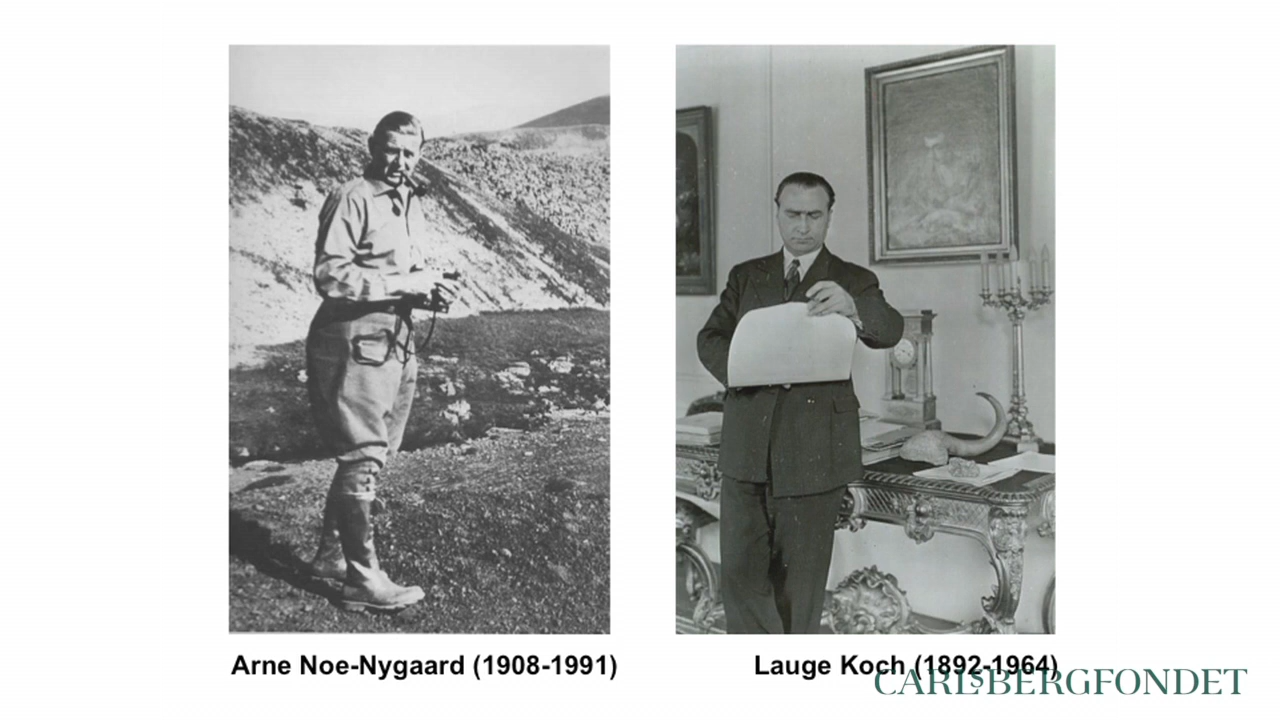 Arne Noe-Nygaard (1908-1991)
Lauge Koch (1892-1964)
CARLSBERGFONDET